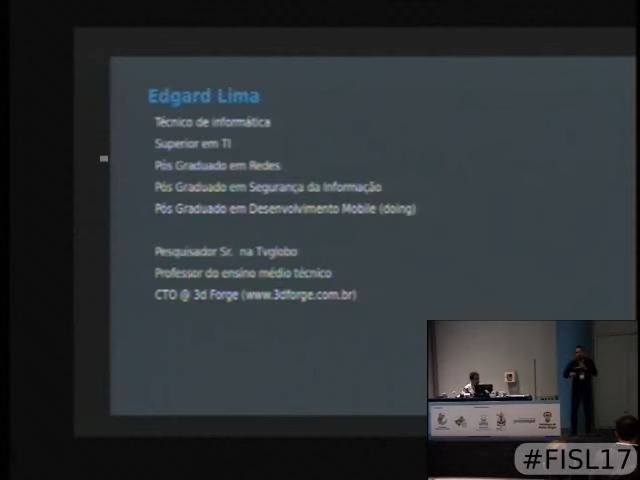 Edgard Lima
Técnico de informática
Superior em TI
Pós Graduado em Redes
Pós Graduado em Segurança da Informação
Pós Graduado em Desenvolvimento Mobile (doing)
Pesquisador Sr. na Tvglobo
Professor do ensino médio técnico
CTO @ 3d Forge (www.3dforge.com.br)
#FISL17